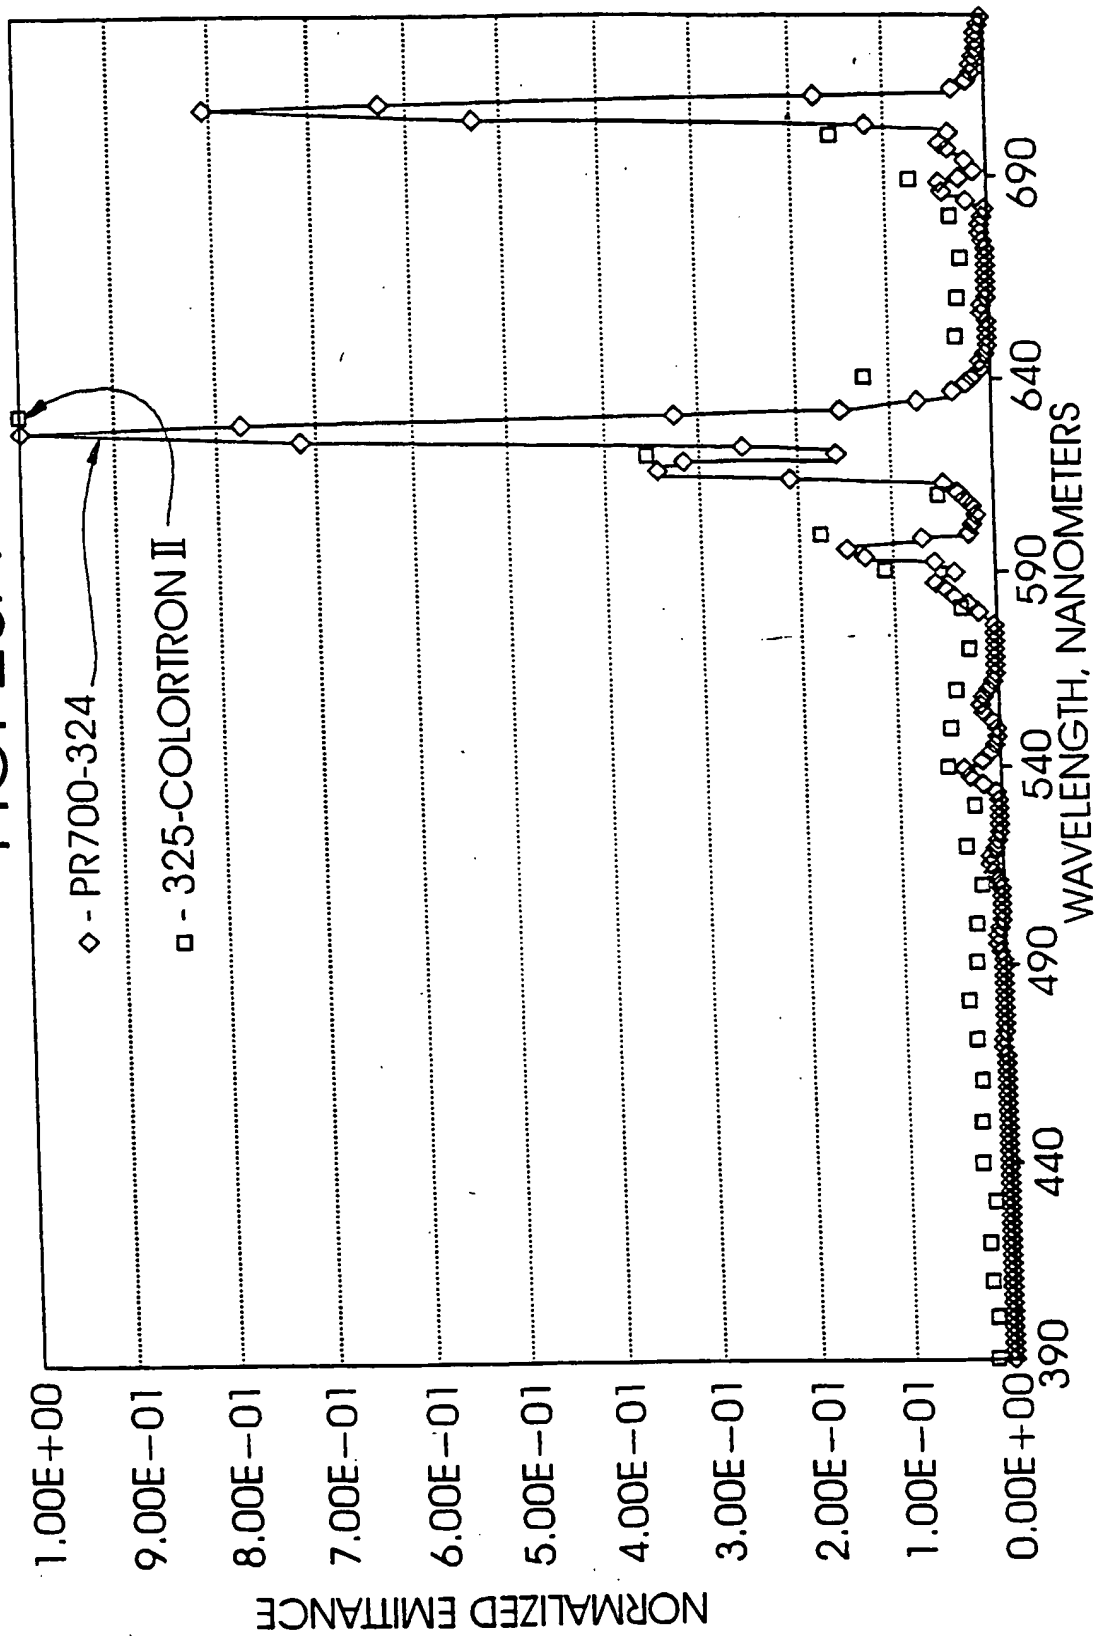 ◇ - PR700-324
□ - 325-COLORTRON II
NORMALIZED EMITTANCE
1.00E+00
9.00E-01
8.00E-01
7.00E-01
6.00E-01
5.00E-01
4.00E-01
3.00E-01
2.00E-01
1.00E-01
0.00E+00
390 440 490 540 590 640 690
WAVELENGTH, NANOMETERS